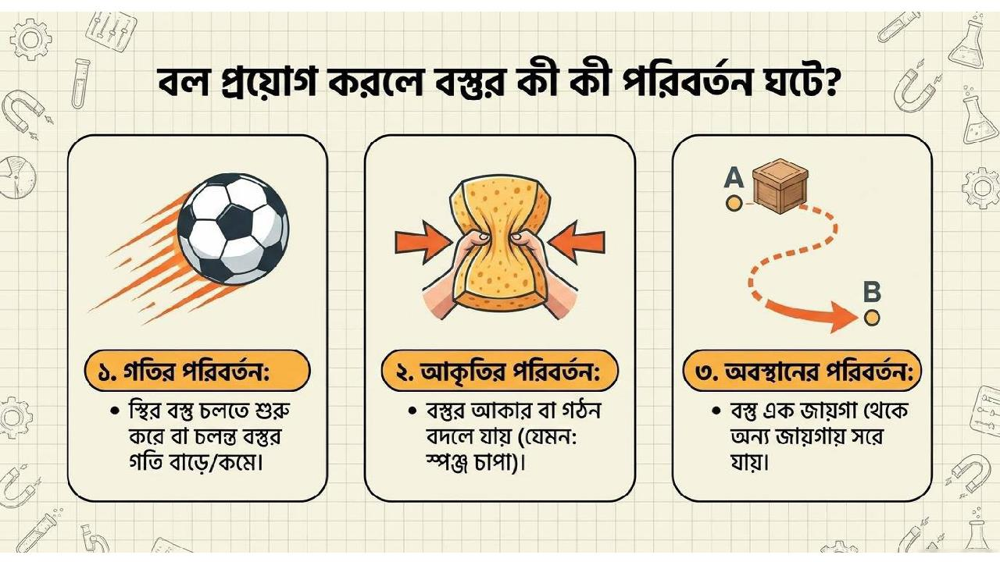 বল প্রয়োগ করলে বস্তুর কী কী পরিবর্তন ঘটে?
১. গতির পরিবর্তন:
• স্থির বস্তু চলতে শুরু
করে বা চলন্ত বস্তুর
গতি বাড়ে/কমে।
২. আকৃতির পরিবর্তন:
• বস্তুর আকার বা গঠন
বদলে যায় (যেমন:
স্পঞ্জ চাপা)।
A
B
৩. অবস্থানের পরিবর্তন:
• বস্তু এক জায়গা থেকে
অন্য জায়গায় সরে
যায়।